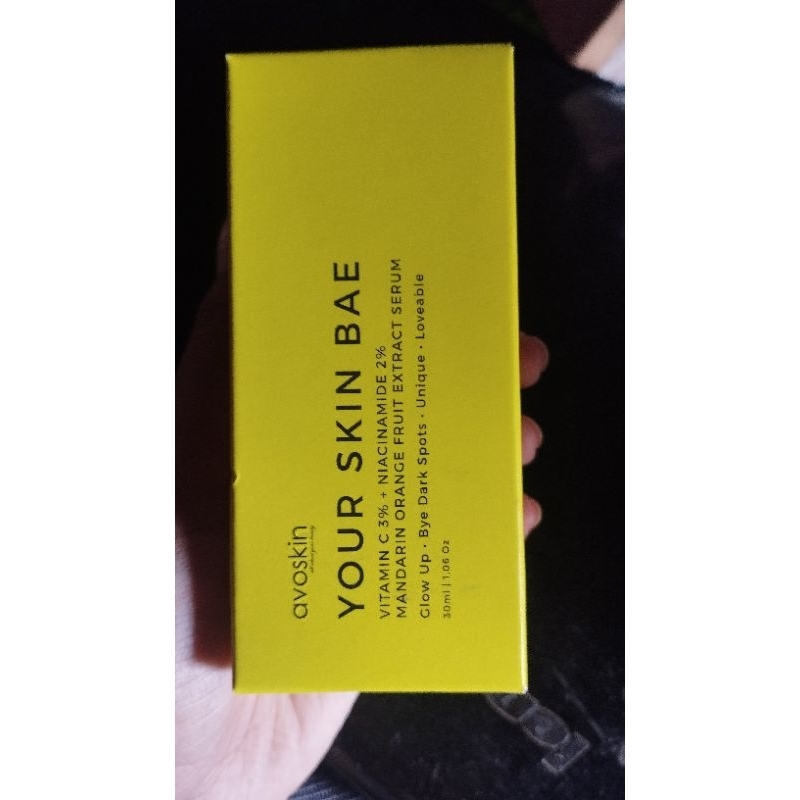 avoskin
YOUR SKIN BAE
VITAMIN C 3% + NIACINAMIDE 2%
MANDARIN ORANGE FRUIT EXTRACT SERUM
Glow Up • Bye Dark Spots • Unique • Loveable
30ml | 1.06 Oz